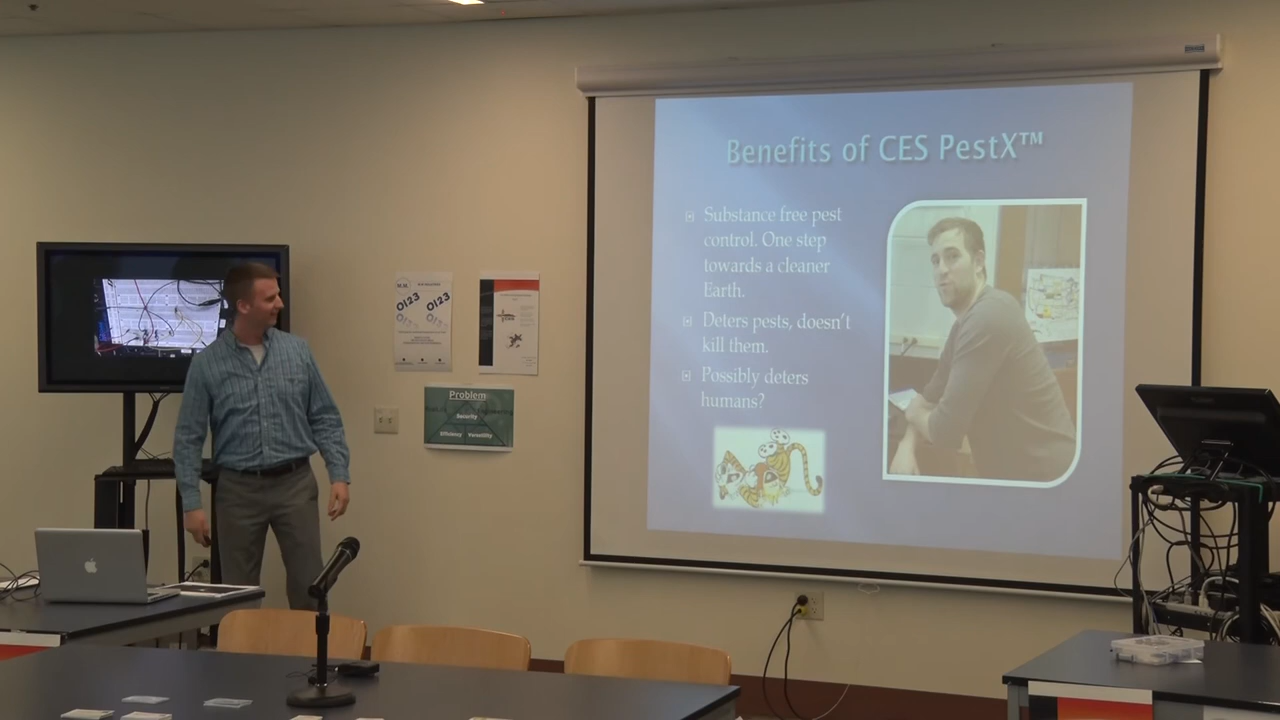 Benefits of CES PestX™
Substance free pest
control. One step
towards a cleaner
Earth.
Deters pests, doesn't
kill them.
Possibly deters
humans?
0123 0123
Problem
Security
Efficiency Versatility